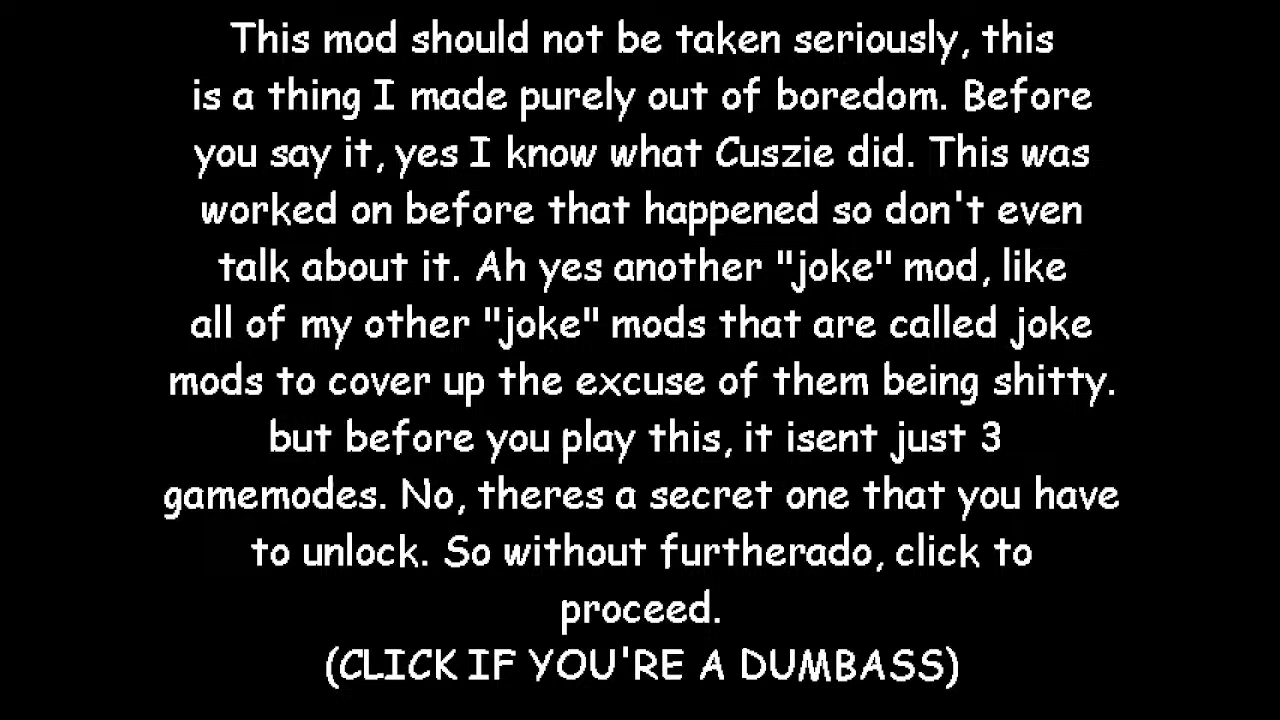 This mod should not be taken seriously, this
is a thing I made purely out of boredom. Before
you say it, yes I know what Cuszie did. This was
worked on before that happened so don't even
talk about it. Ah yes another "joke" mod, like
all of my other "joke" mods that are called joke
mods to cover up the excuse of them being shitty.
but before you play this, it isent just 3
gamemodes. No, theres a secret one that you have
to unlock. So without furtherado, click to
proceed.
(CLICK IF YOU'RE A DUMBASS)